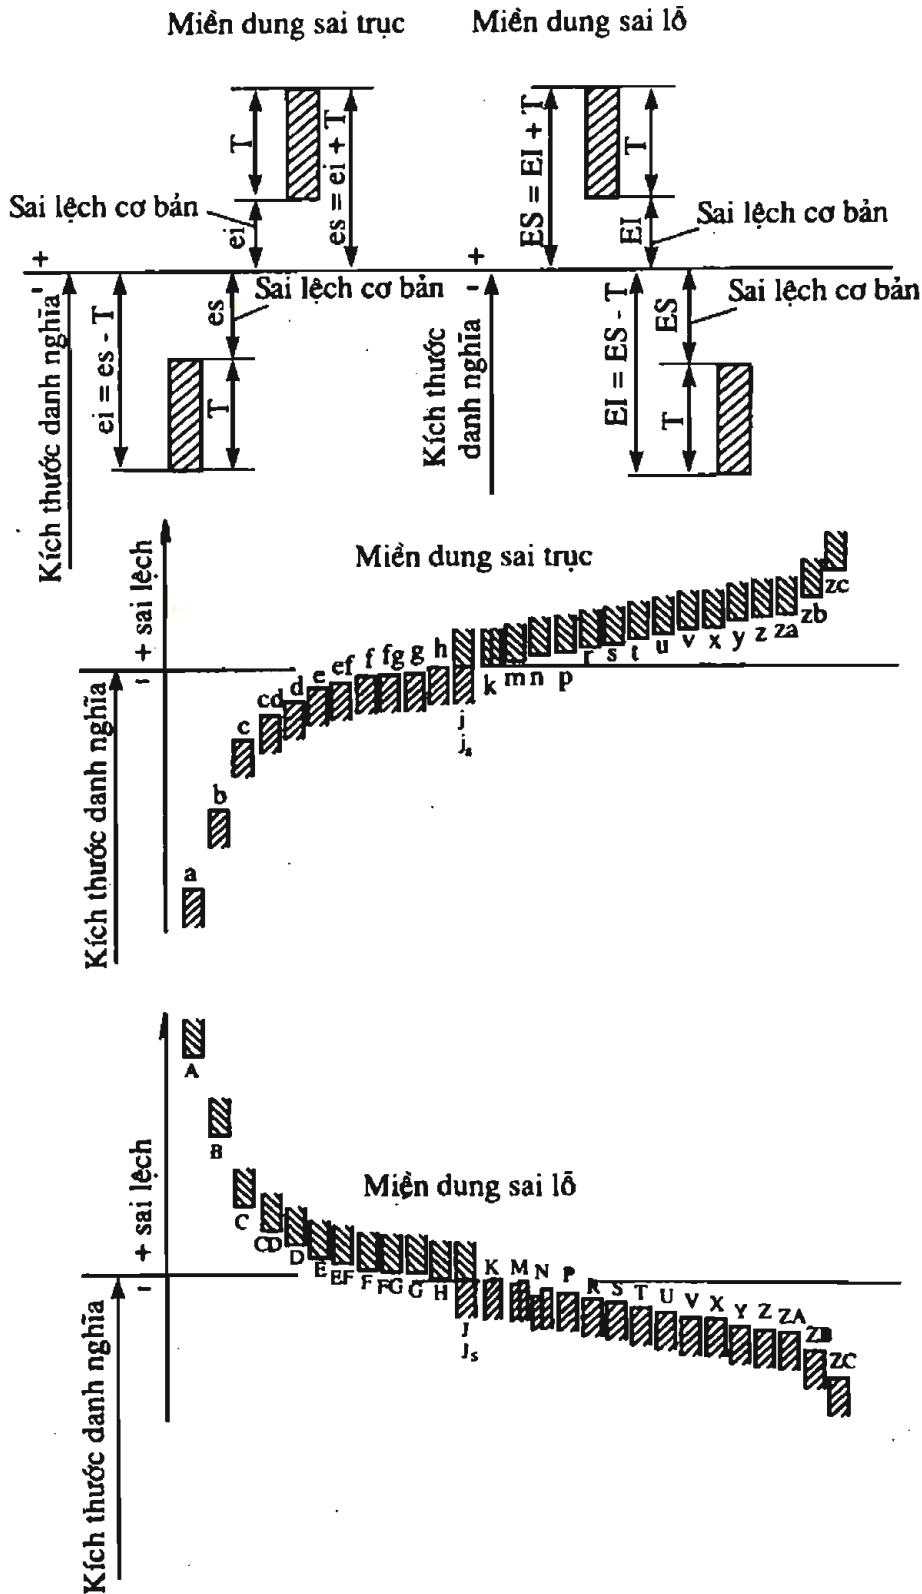 Miền dung sai trục
Miền dung sai lỗ
T
es = ei + T
Sai lệch cơ bản
ei
ES = EI + T
T
EI
Sai lệch cơ bản
+
-
+
-
Kích thước danh nghĩa
ei = es - T
es
Sai lệch cơ bản
T
Kích thước
danh nghĩa
EI = ES - T
ES
Sai lệch cơ bản
T
+ sai lệch
-
Kích thước danh nghĩa
Miền dung sai trục
a
b
c
cd
d
e
ef
f
fg
g
h
j
js
k
m
n
p
r
s
t
u
v
x
y
z
za
zb
zc
+ sai lệch
-
Kích thước danh nghĩa
Miền dung sai lỗ
A
B
C
CD
D
E
EF
F
FG
G
H
J
Js
K
M
N
P
R
S
T
U
V
X
Y
Z
ZA
ZB
ZC